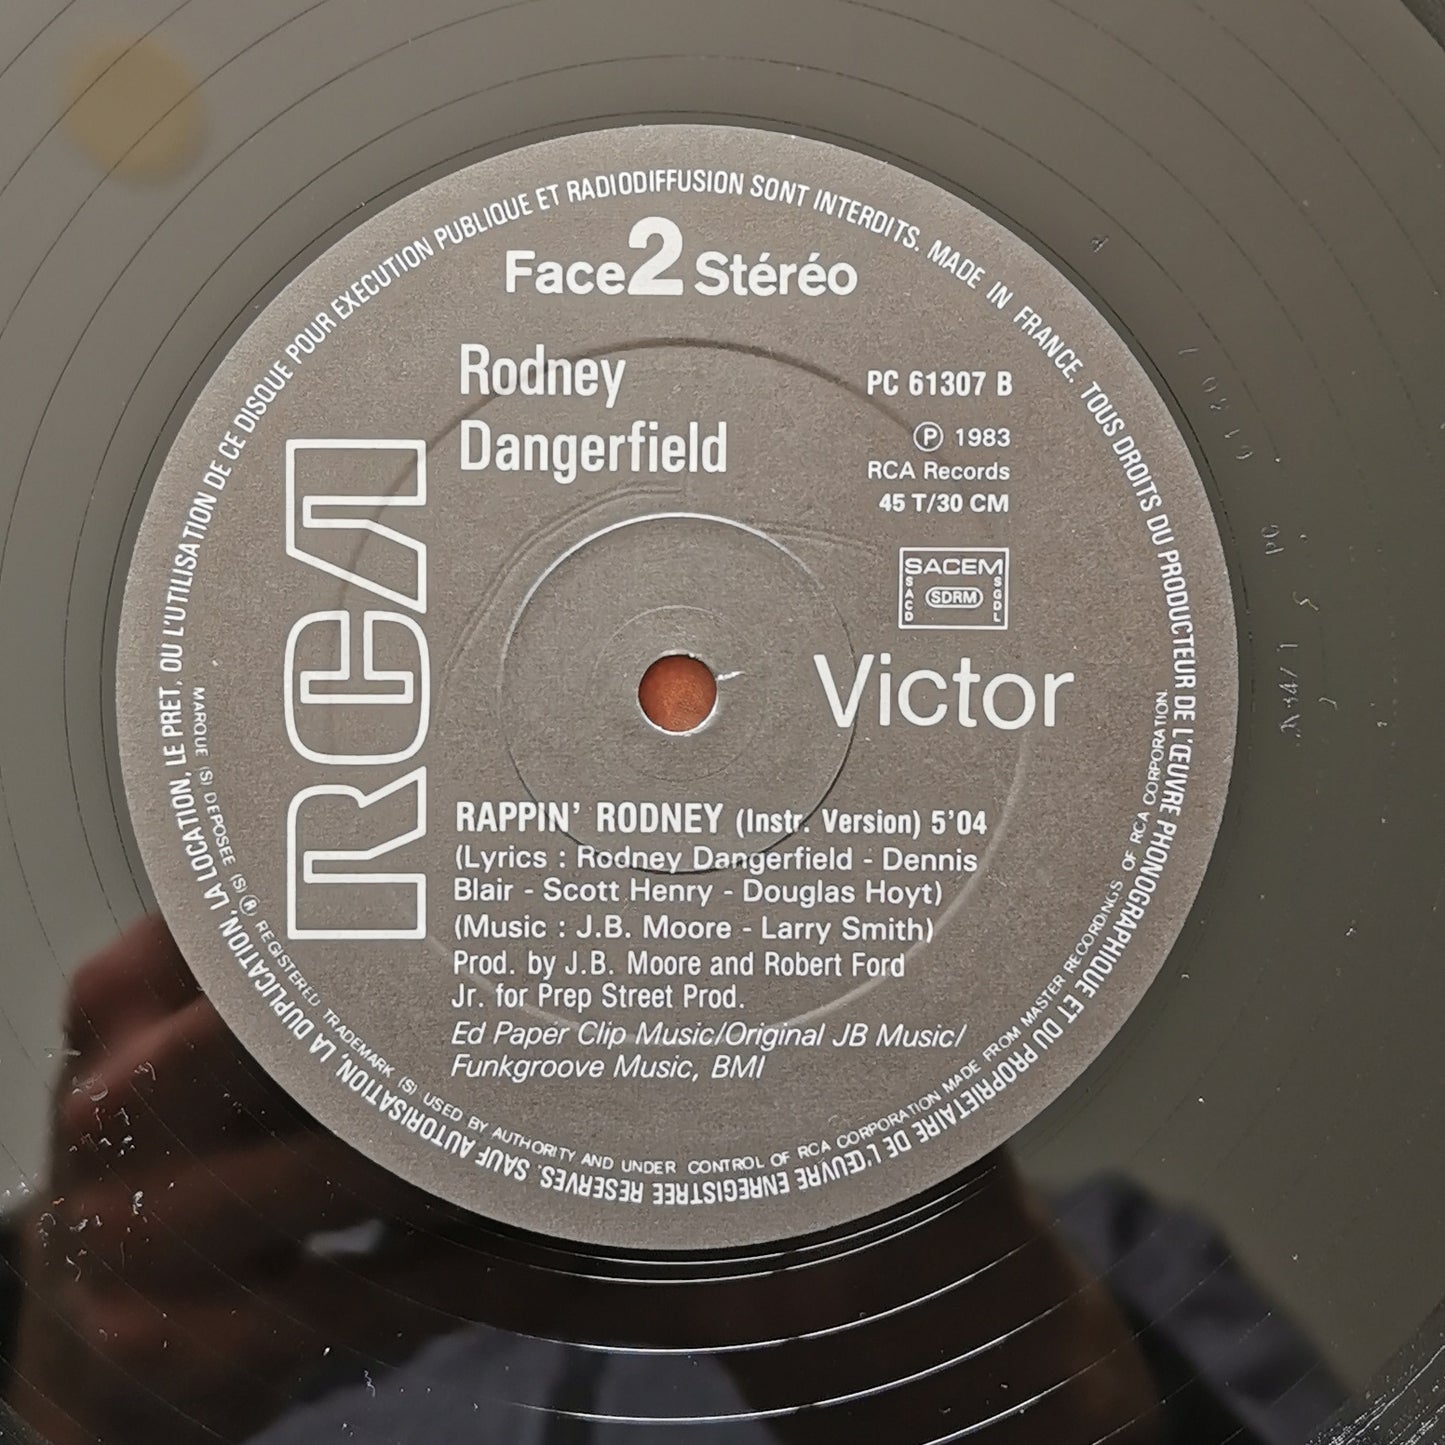 Face 2 Stéréo
Rodney
Dangerfield
PC 61307 B
Ⓟ 1983
RCA Records
45 T/30 CM
SACEM
SACD
SDRM
SGDL
RCA
Victor
RAPPIN' RODNEY (Instr. Version) 5'04
(Lyrics : Rodney Dangerfield - Dennis
Blair - Scott Henry - Douglas Hoyt)
(Music : J.B. Moore - Larry Smith)
Prod. by J.B. Moore and Robert Ford
Jr. for Prep Street Prod.
Ed Paper Clip Music/Original JB Music/
Funkgroove Music, BMI
TOUS DROITS DU PRODUCTEUR DE L'ŒUVRE PHONOGRAPHIQUE ET DU PROPRIETAIRE DE L'ŒUVRE ENREGISTREE RESERVES. SAUF AUTORISATION, LA DUPLICATION, LA LOCATION, LE PRET, OU L'UTILISATION DE CE DISQUE POUR EXECUTION PUBLIQUE ET RADIODIFFUSION SONT INTERDITS. MADE IN FRANCE.
MARQUE (S) DEPOSEE (S) ® REGISTERED TRADEMARK (S) USED BY AUTHORITY AND UNDER CONTROL OF RCA CORPORATION MADE FROM MASTER RECORDINGS OF RCA CORPORATION.